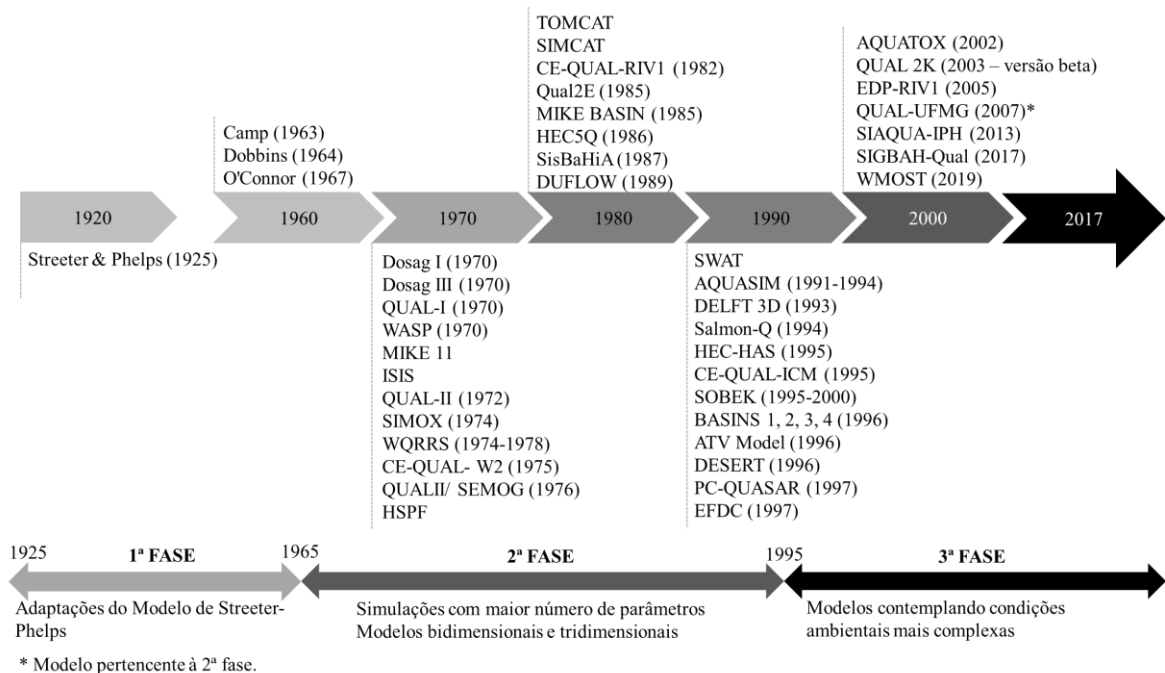 TOMCAT
SIMCAT
CE-QUAL-RIV1 (1982)
Qual2E (1985)
MIKE BASIN (1985)
HEC5Q (1986)
SisBaHiA (1987)
DUFLOW (1989)
AQUATOX (2002)
QUAL 2K (2003 – versão beta)
EDP-RIV1 (2005)
QUAL-UFMG (2007)*
SIAQUA-IPH (2013)
SIGBAH-Qual (2017)
WMOST (2019)
Camp (1963)
Dobbins (1964)
O'Connor (1967)
1920
1960
1970
1980
1990
2000
2017
Streeter & Phelps (1925)
Dosag I (1970)
Dosag III (1970)
QUAL-I (1970)
WASP (1970)
MIKE 11
ISIS
QUAL-II (1972)
SIMOX (1974)
WQRRS (1974-1978)
CE-QUAL- W2 (1975)
QUALII/ SEMOG (1976)
HSPF
SWAT
AQUASIM (1991-1994)
DELFT 3D (1993)
Salmon-Q (1994)
HEC-HAS (1995)
CE-QUAL-ICM (1995)
SOBEK (1995-2000)
BASINS 1, 2, 3, 4 (1996)
ATV Model (1996)
DESERT (1996)
PC-QUASAR (1997)
EFDC (1997)
1925
1ª FASE
1965
2ª FASE
1995
3ª FASE
Adaptações do Modelo de Streeter-
Phelps
Simulações com maior número de parâmetros
Modelos bidimensionais e tridimensionais
Modelos contemplando condições
ambientais mais complexas
* Modelo pertencente à 2ª fase.